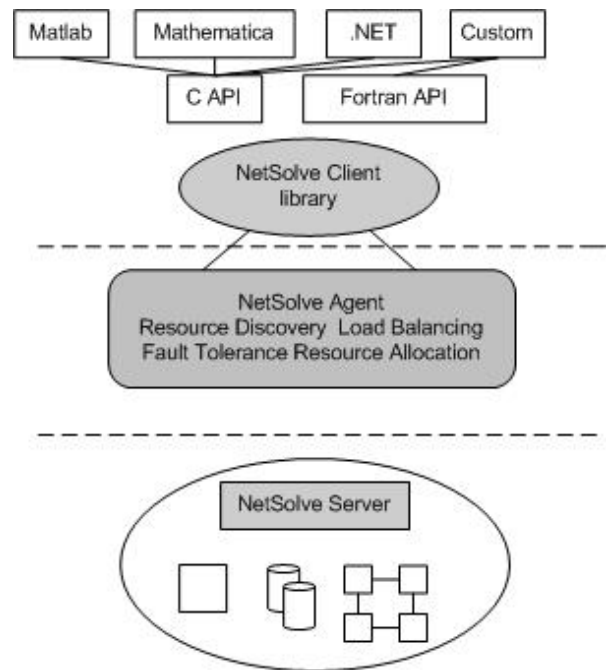 Matlab
Mathematica
.NET
Custom
C API
Fortran API
NetSolve Client
library
NetSolve Agent
Resource Discovery Load Balancing
Fault Tolerance Resource Allocation
NetSolve Server